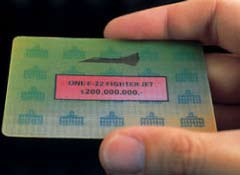 ONE F-22 FIGHTER JET
$200,000,000.-